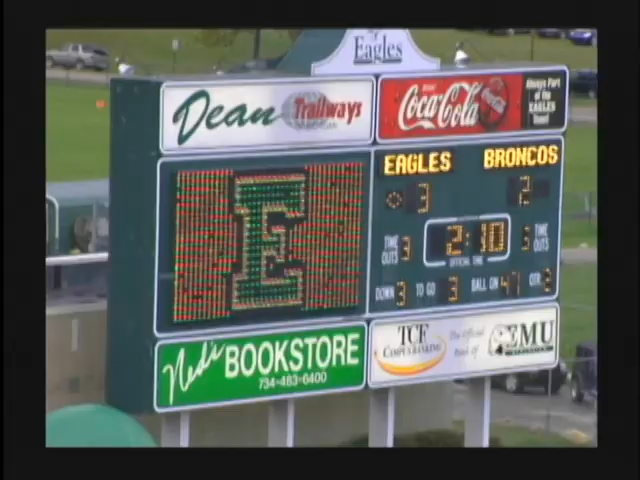 Eagles
Dean Trailways
Coca-Cola
Always Part
of the
EAGLES
Team!
EAGLES BRONCOS
3 2
2:10
OFFICIAL TIME
TIME OUTS 3 TIME OUTS 3
DOWN 3 TO GO 3 BALL ON 47 QTR
E
Ned's BOOKSTORE
734-483-6400
TCF
CAMPUS BANKING
The Official
Bank of
EMU